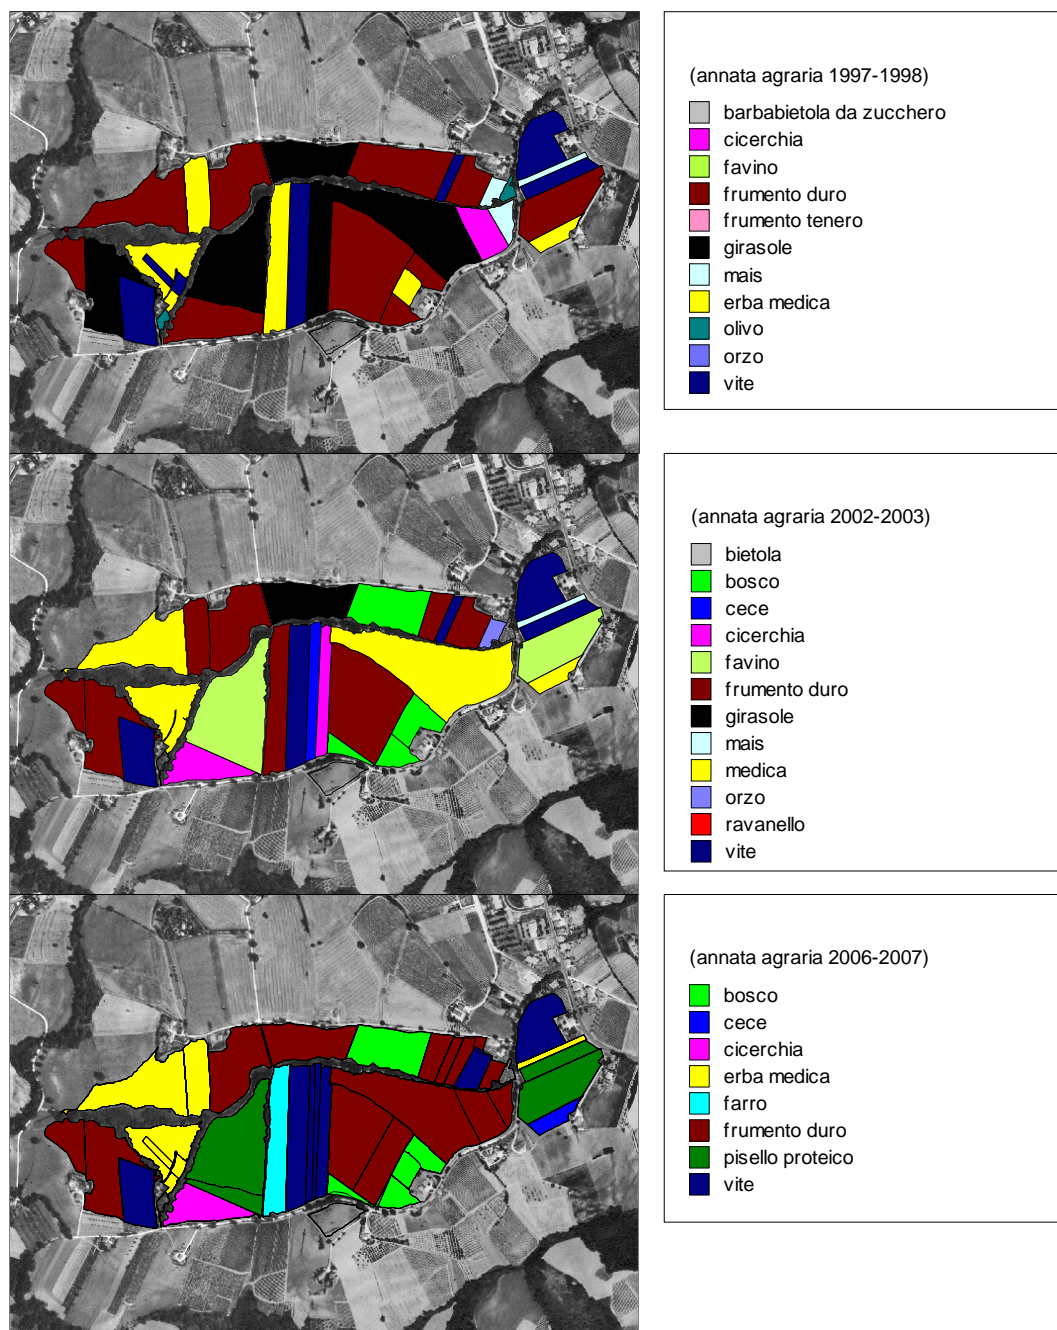 (annata agraria 1997-1998)
barbabietola da zucchero
cicerchia
favino
frumento duro
frumento tenero
girasole
mais
erba medica
olivo
orzo
vite
(annata agraria 2002-2003)
bietola
bosco
cece
cicerchia
favino
frumento duro
girasole
mais
medica
orzo
ravanello
vite
(annata agraria 2006-2007)
bosco
cece
cicerchia
erba medica
farro
frumento duro
pisello proteico
vite